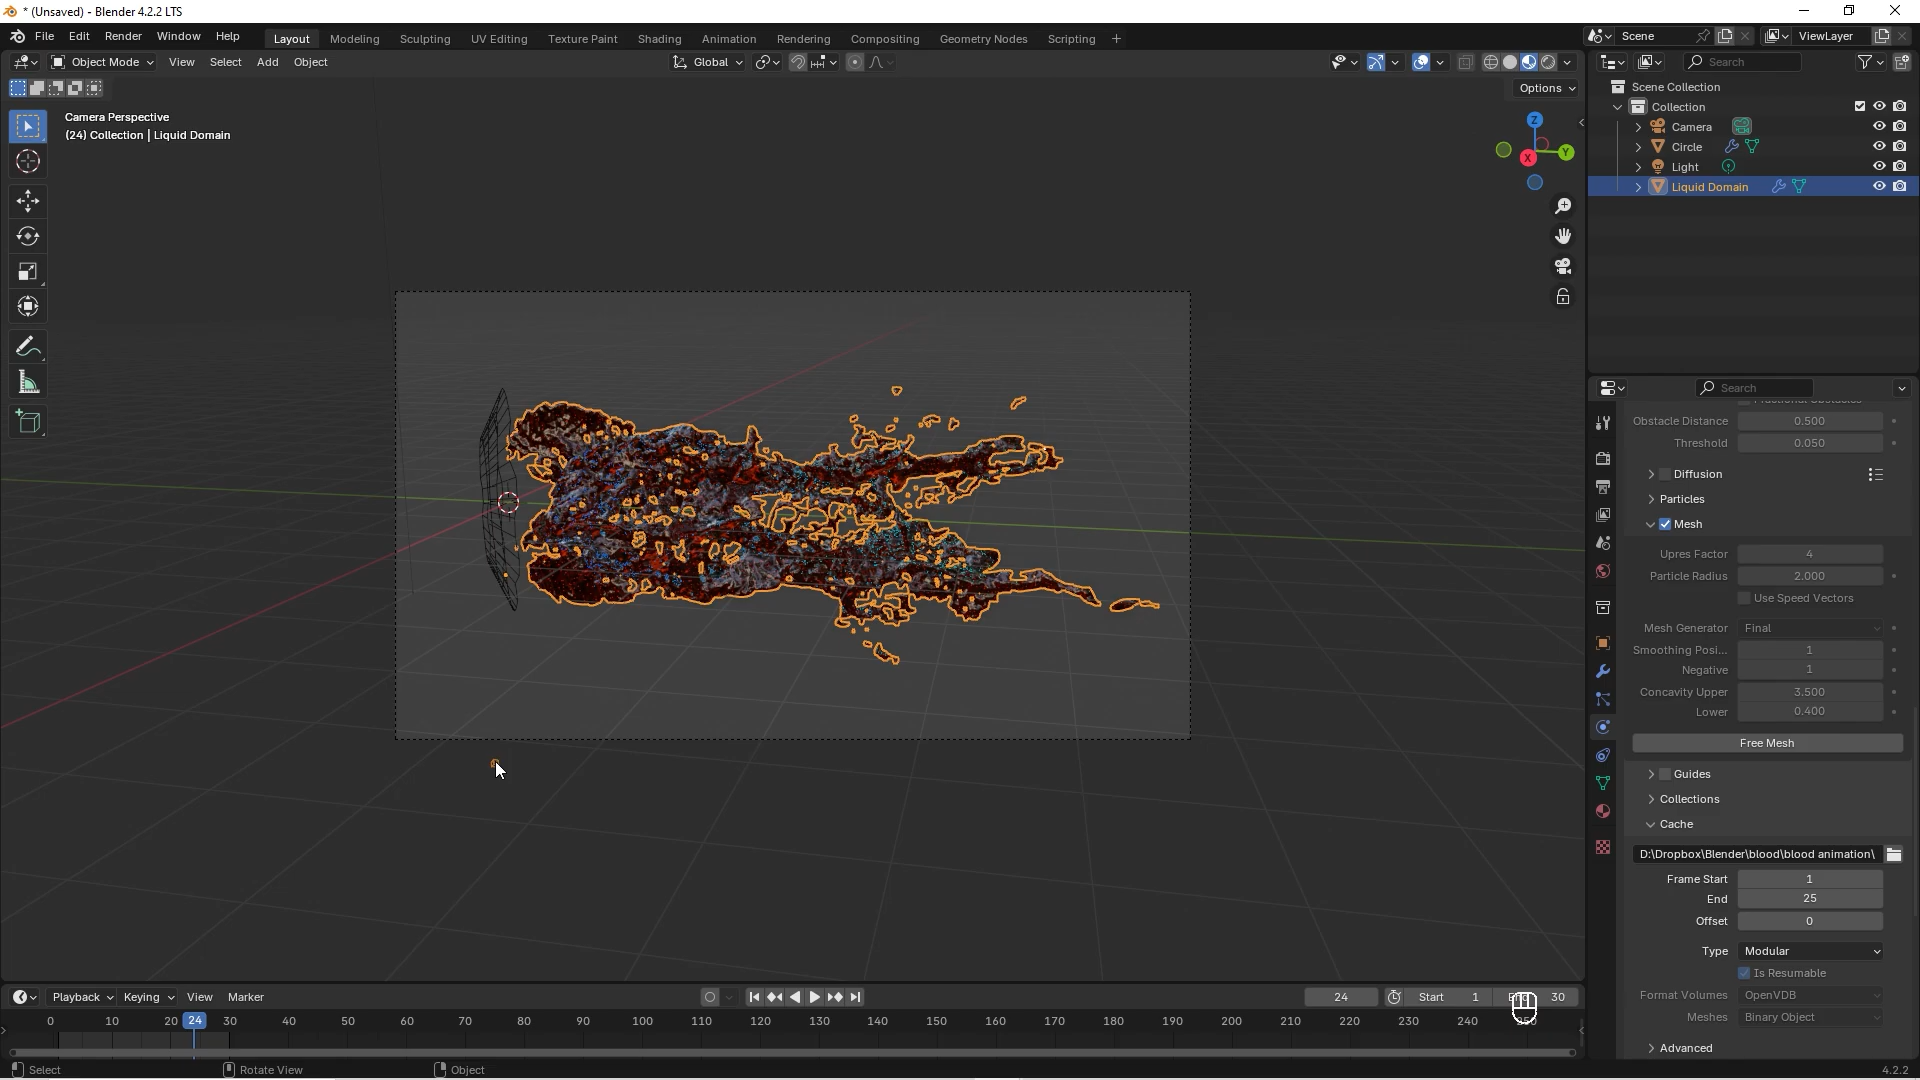 * (Unsaved) - Blender 4.2.2 LTS
File Edit Render Window Help
Layout Modeling Sculpting UV Editing Texture Paint Shading Animation Rendering Compositing Geometry Nodes Scripting +
Scene
ViewLayer
Object Mode View Select Add Object
Global
Search
Options
Camera Perspective
(24) Collection | Liquid Domain
Z
Y
X
Scene Collection
Collection
Camera
Circle
Light
Liquid Domain
Search
Obstacle Distance 0.500
Threshold 0.050
Diffusion
Particles
Mesh
Upres Factor 4
Particle Radius 2.000
Use Speed Vectors
Mesh Generator Final
Smoothing Posi... 1
Negative 1
Concavity Upper 3.500
Lower 0.400
Free Mesh
Guides
Collections
Cache
D:\Dropbox\Blender\blood\blood animation\
Frame Start 1
End 25
Offset 0
Type Modular
Is Resumable
Format Volumes OpenVDB
Meshes Binary Object
Advanced
Playback Keying View Marker
24
Start 1
30
0 10 20 24 30 40 50 60 70 80 90 100 110 120 130 140 150 160 170 180 190 200 210 220 230 240
Select
Rotate View
Object
4.2.2